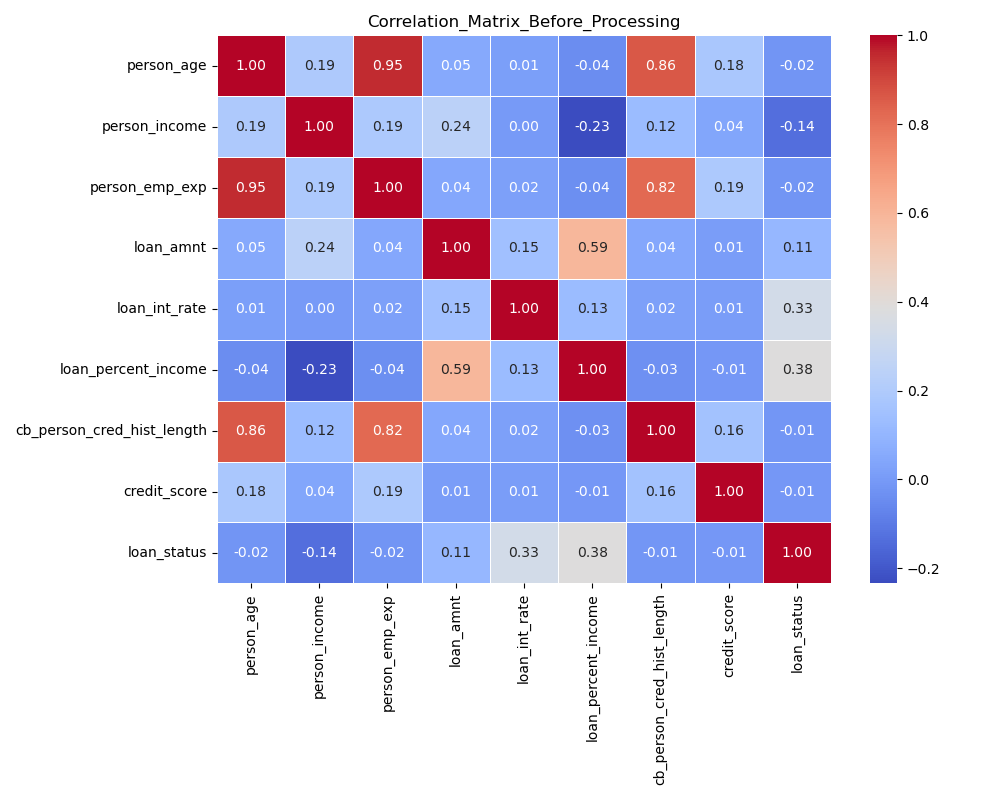 Correlation_Matrix_Before_Processing
person_age 1.00 0.19 0.95 0.05 0.01 -0.04 0.86 0.18 -0.02
person_income 0.19 1.00 0.19 0.24 0.00 -0.23 0.12 0.04 -0.14
person_emp_exp 0.95 0.19 1.00 0.04 0.02 -0.04 0.82 0.19 -0.02
loan_amnt 0.05 0.24 0.04 1.00 0.15 0.59 0.04 0.01 0.11
loan_int_rate 0.01 0.00 0.02 0.15 1.00 0.13 0.02 0.01 0.33
loan_percent_income -0.04 -0.23 -0.04 0.59 0.13 1.00 -0.03 -0.01 0.38
cb_person_cred_hist_length 0.86 0.12 0.82 0.04 0.02 -0.03 1.00 0.16 -0.01
credit_score 0.18 0.04 0.19 0.01 0.01 -0.01 0.16 1.00 -0.01
loan_status -0.02 -0.14 -0.02 0.11 0.33 0.38 -0.01 -0.01 1.00
person_age
person_income
person_emp_exp
loan_amnt
loan_int_rate
loan_percent_income
cb_person_cred_hist_length
credit_score
loan_status
1.0
0.8
0.6
0.4
0.2
0.0
−0.2